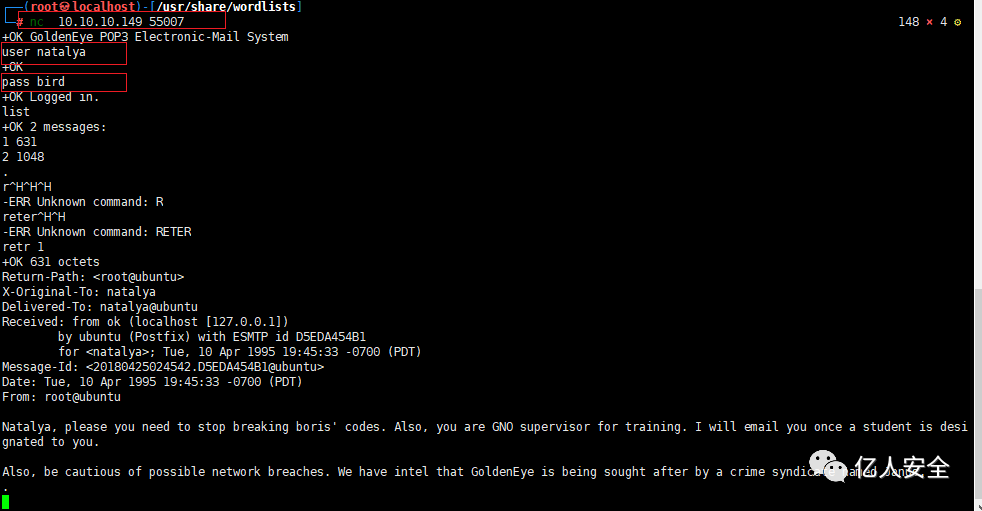 (root㉿localhost)-[/usr/share/wordlists]
# nc  10.10.10.149 55007
148 × 4 ⚙
+OK GoldenEye POP3 Electronic-Mail System
user natalya
+OK
pass bird
+OK Logged in.
list
+OK 2 messages:
1 631
2 1048
.
r^H^H^H
-ERR Unknown command: R
reter^H^H
-ERR Unknown command: RETER
retr 1
+OK 631 octets
Return-Path: <root@ubuntu>
X-Original-To: natalya
Delivered-To: natalya@ubuntu
Received: from ok (localhost [127.0.0.1])
        by ubuntu (Postfix) with ESMTP id D5EDA454B1
        for <natalya>; Tue, 10 Apr 1995 19:45:33 -0700 (PDT)
Message-Id: <20180425024542.D5EDA454B1@ubuntu>
Date: Tue, 10 Apr 1995 19:45:33 -0700 (PDT)
From: root@ubuntu
Natalya, please you need to stop breaking boris' codes. Also, you are GNO supervisor for training. I will email you once a student is desi
gnated to you.
Also, be cautious of possible network breaches. We have intel that GoldenEye is being sought after by a crime syndicate named
.
亿人安全